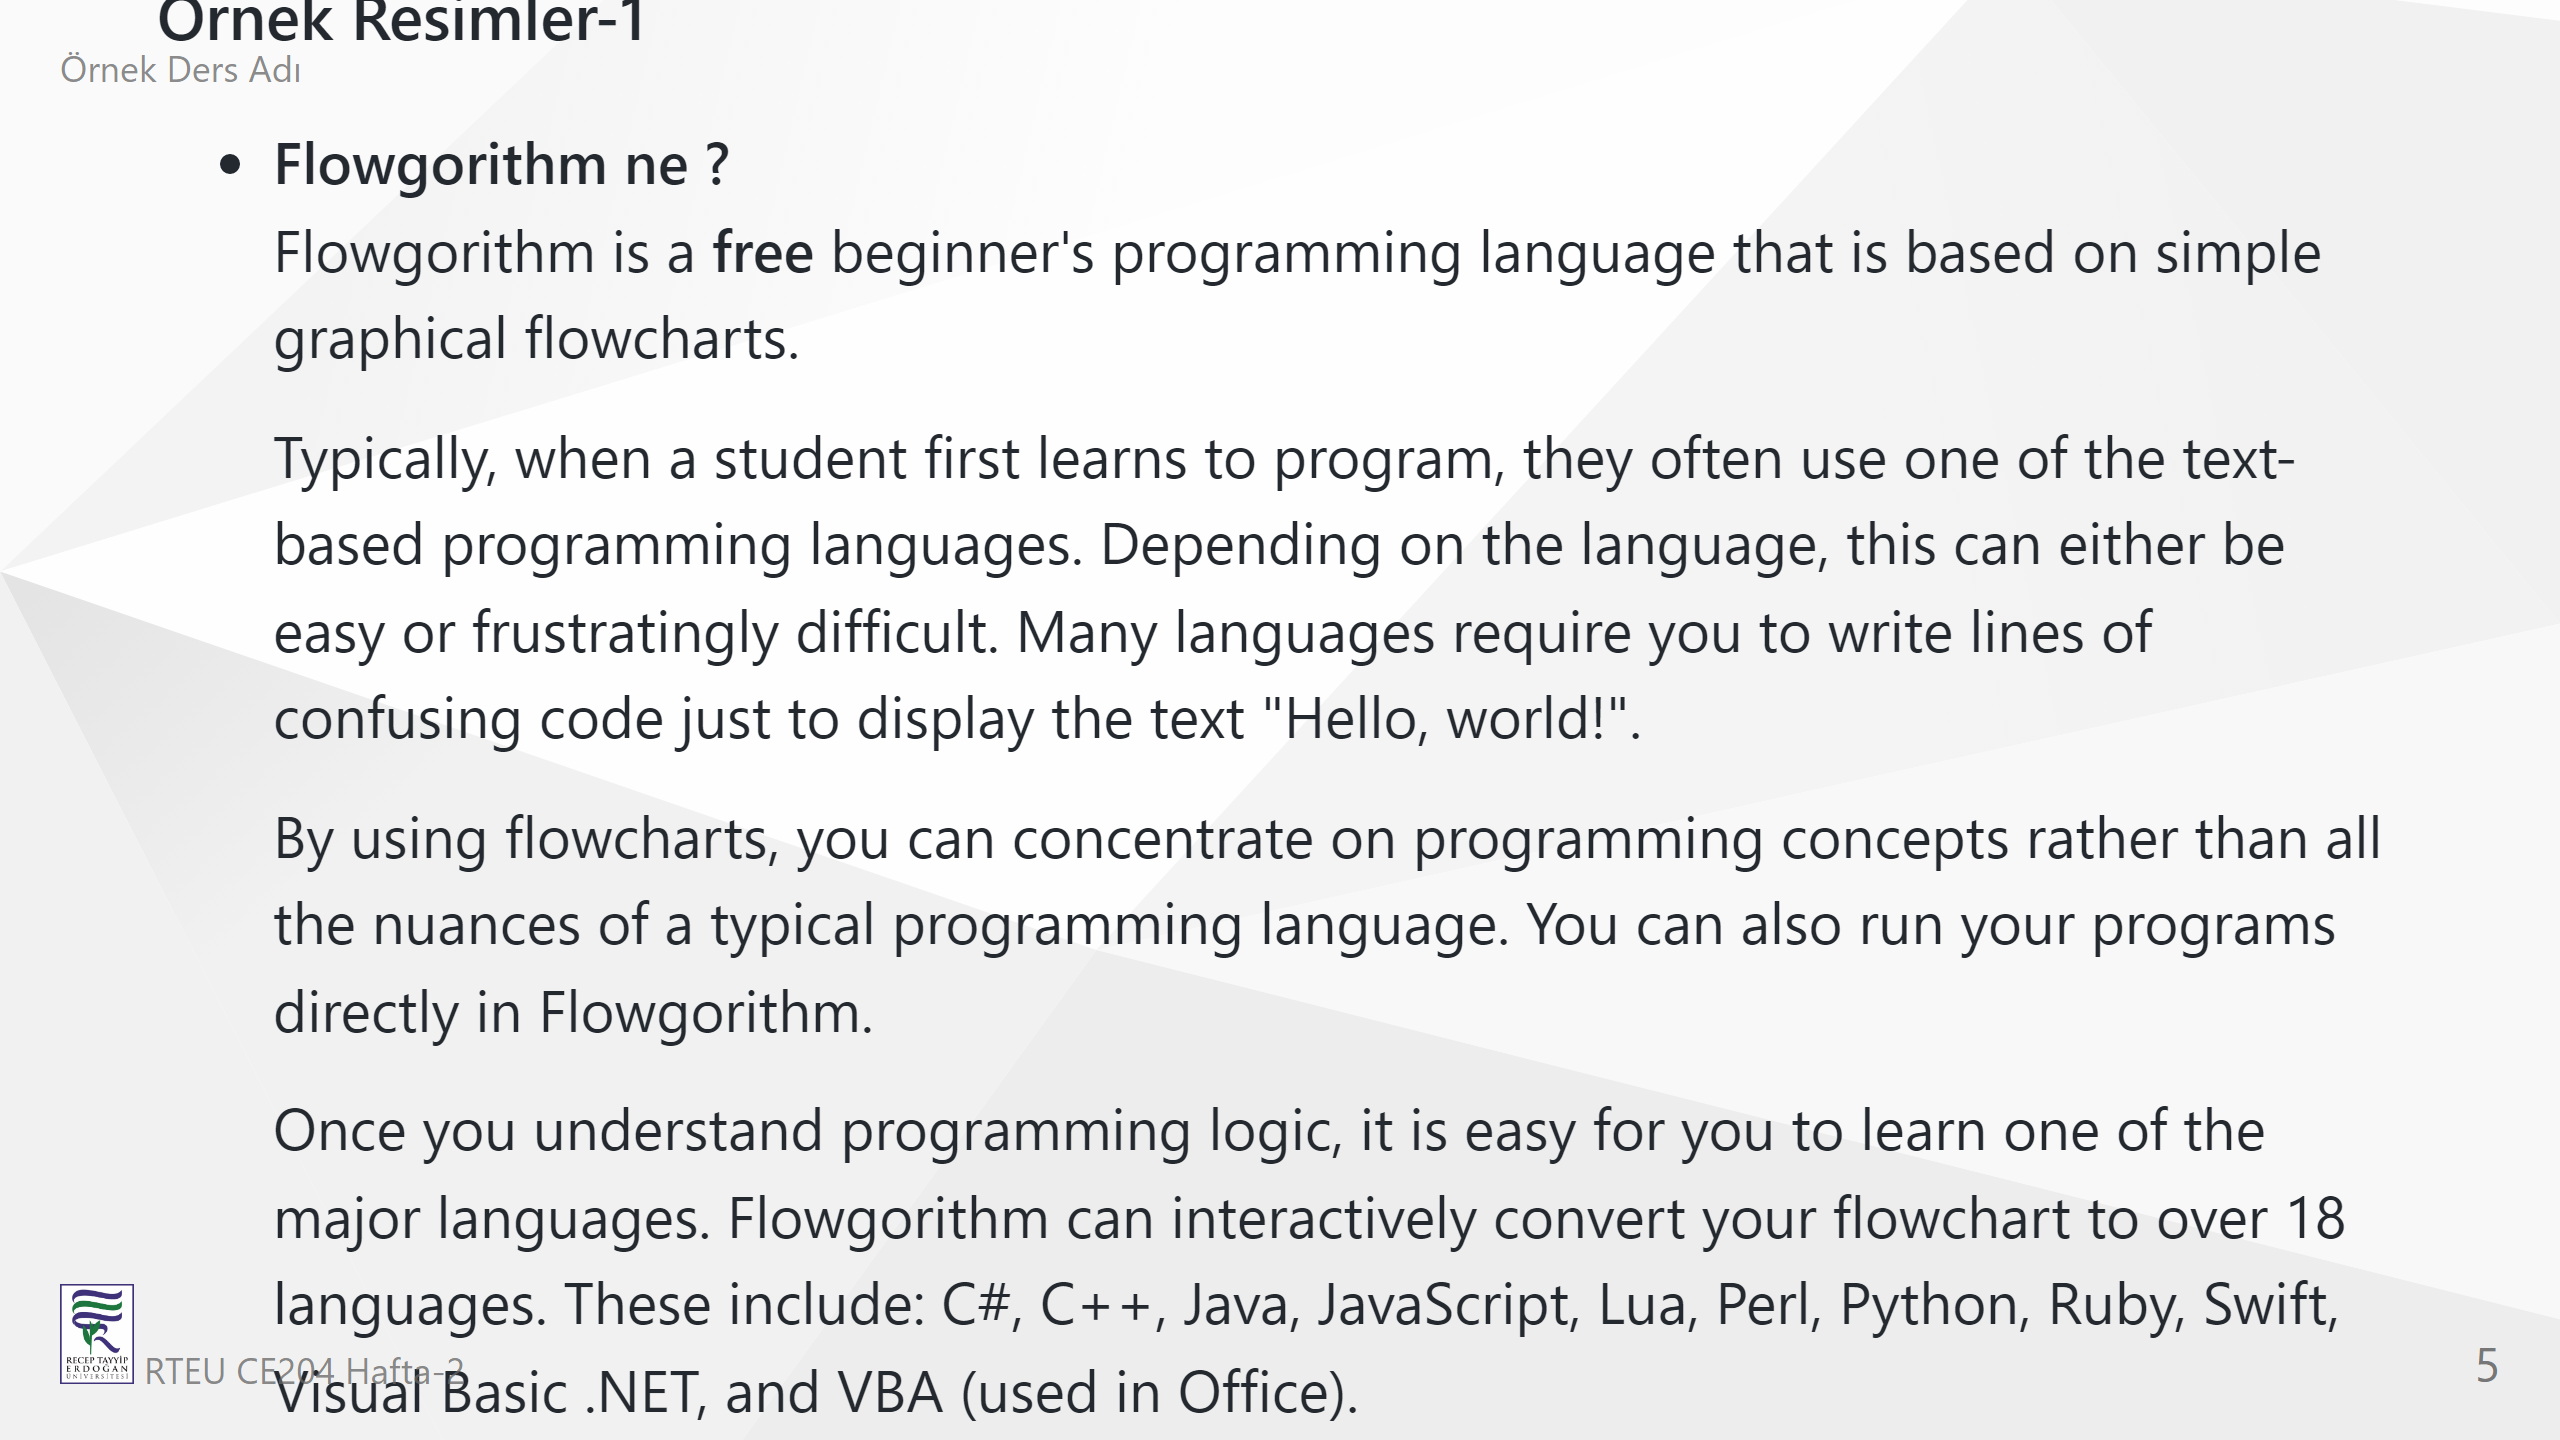 Örnek Resimler-1
Örnek Ders Adı
• Flowgorithm ne ?
Flowgorithm is a free beginner's programming language that is based on simple
graphical flowcharts.
Typically, when a student first learns to program, they often use one of the text-
based programming languages. Depending on the language, this can either be
easy or frustratingly difficult. Many languages require you to write lines of
confusing code just to display the text "Hello, world!".
By using flowcharts, you can concentrate on programming concepts rather than all
the nuances of a typical programming language. You can also run your programs
directly in Flowgorithm.
Once you understand programming logic, it is easy for you to learn one of the
major languages. Flowgorithm can interactively convert your flowchart to over 18
languages. These include: C#, C++, Java, JavaScript, Lua, Perl, Python, Ruby, Swift,
Visual Basic .NET, and VBA (used in Office).
RECEP TAYYİP
ERDOĞAN
ÜNİVERSİTESİ
RTEU CE204 Hafta-2
5